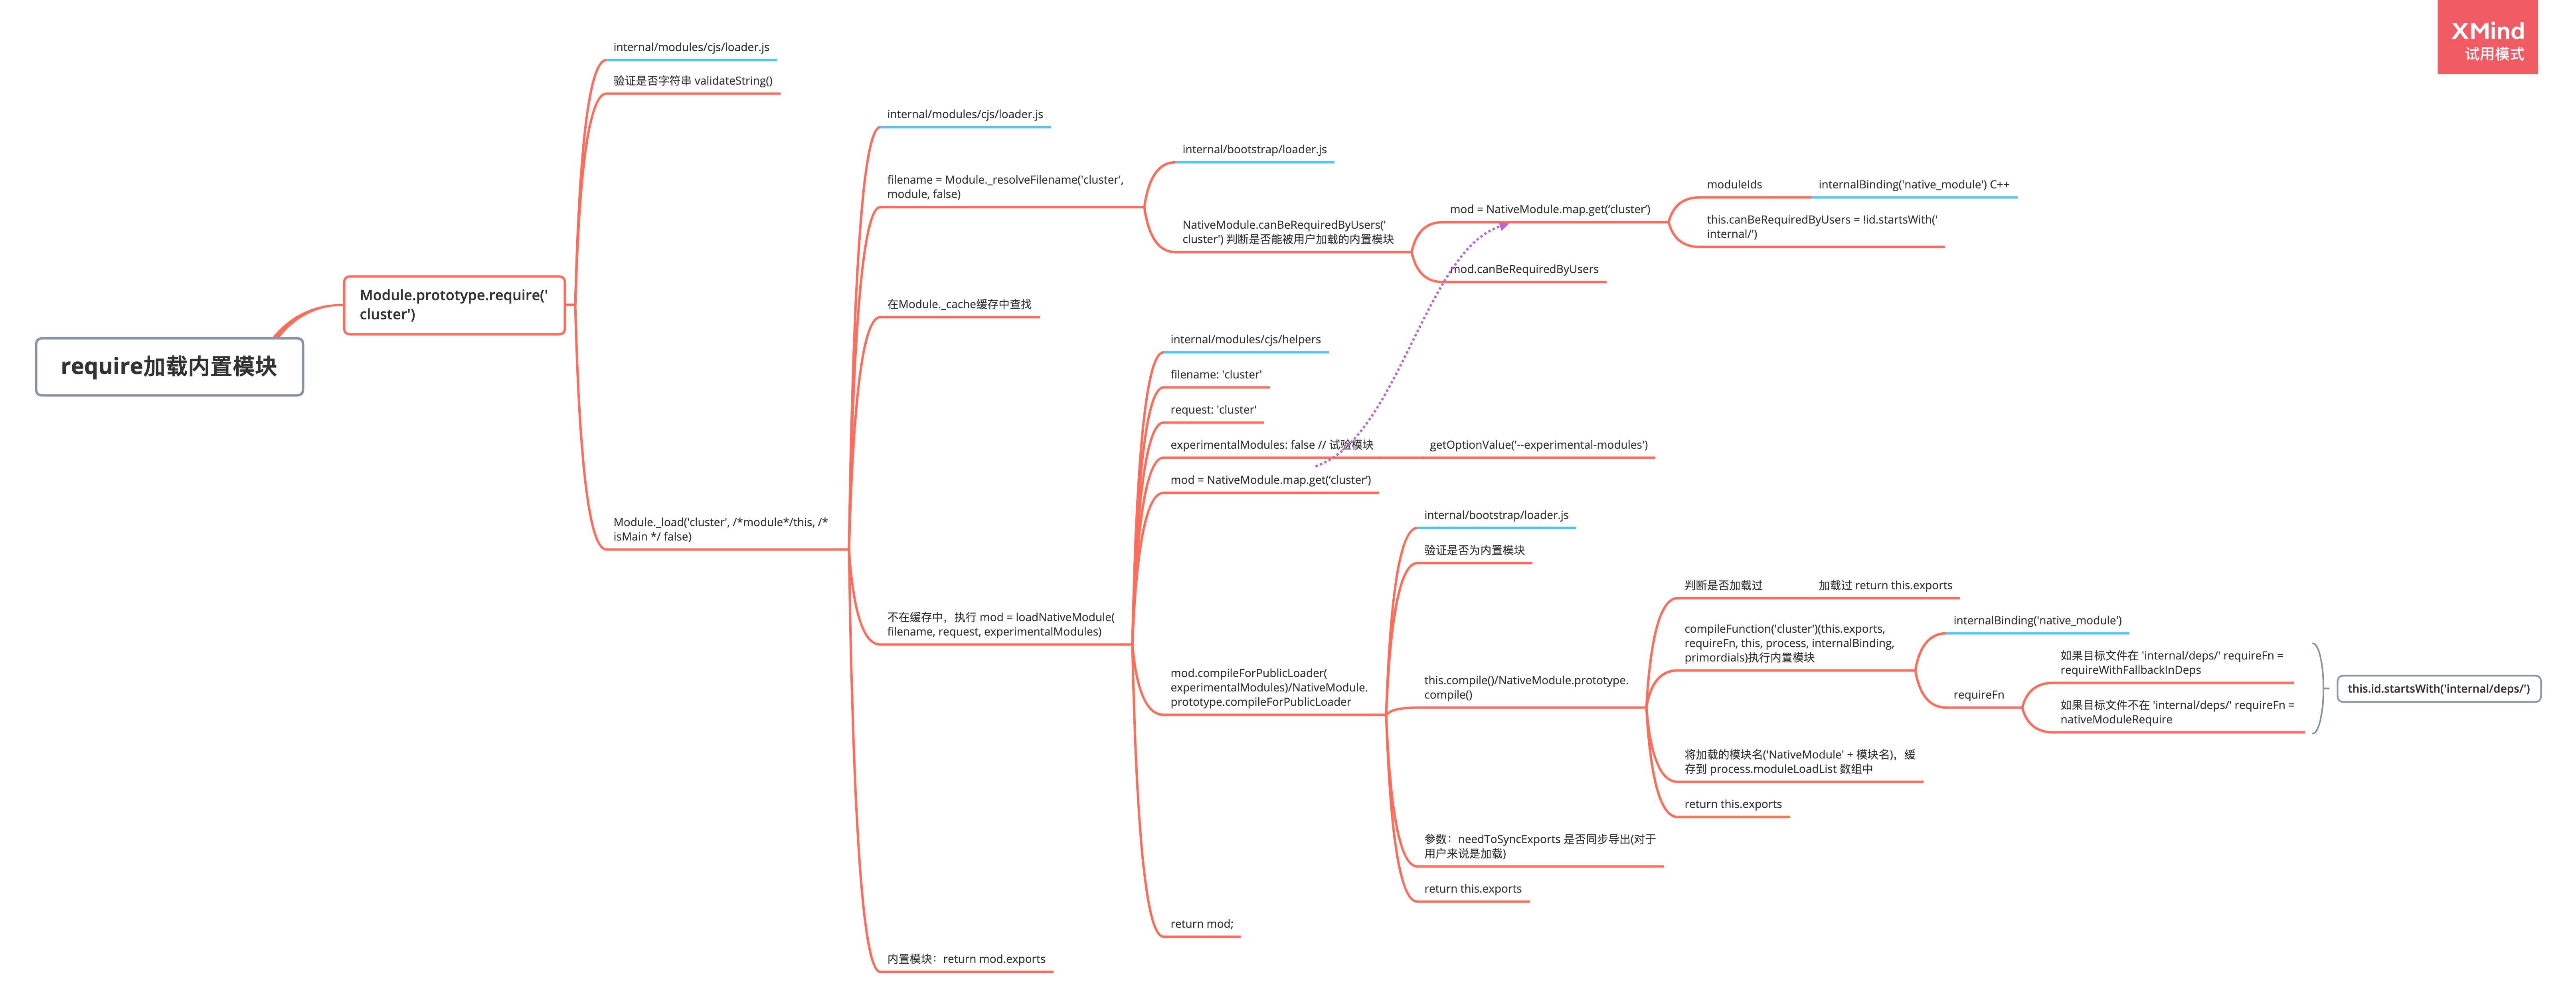 XMind
试用模式
require加载内置模块
Module.prototype.require('
cluster')
internal/modules/cjs/loader.js
验证是否字符串 validateString()
Module._load('cluster', /*module*/this, /*
isMain */ false)
internal/modules/cjs/loader.js
filename = Module._resolveFilename('cluster',
module, false)
internal/bootstrap/loader.js
NativeModule.canBeRequiredByUsers('
cluster') 判断是否能被用户加载的内置模块
mod = NativeModule.map.get(‘cluster’)
moduleIds
internalBinding('native_module') C++
this.canBeRequiredByUsers = !id.startsWith('
internal/')
mod.canBeRequiredByUsers
在Module._cache缓存中查找
不在缓存中，执行 mod = loadNativeModule(
filename, request, experimentalModules)
internal/modules/cjs/helpers
filename: 'cluster'
request: 'cluster'
experimentalModules: false // 试验模块
getOptionValue('--experimental-modules')
mod = NativeModule.map.get(‘cluster’)
mod.compileForPublicLoader(
experimentalModules)/NativeModule.
prototype.compileForPublicLoader
internal/bootstrap/loader.js
验证是否为内置模块
this.compile()/NativeModule.prototype.
compile()
判断是否加载过
加载过 return this.exports
compileFunction('cluster')(this.exports,
requireFn, this, process, internalBinding,
primordials)执行内置模块
internalBinding('native_module')
requireFn
如果目标文件在 'internal/deps/' requireFn =
requireWithFallbackInDeps
如果目标文件不在 'internal/deps/' requireFn =
nativeModuleRequire
this.id.startsWith('internal/deps/')
将加载的模块名('NativeModule' + 模块名)，缓
存到 process.moduleLoadList 数组中
return this.exports
参数：needToSyncExports 是否同步导出(对于
用户来说是加载)
return this.exports
return mod;
内置模块：return mod.exports